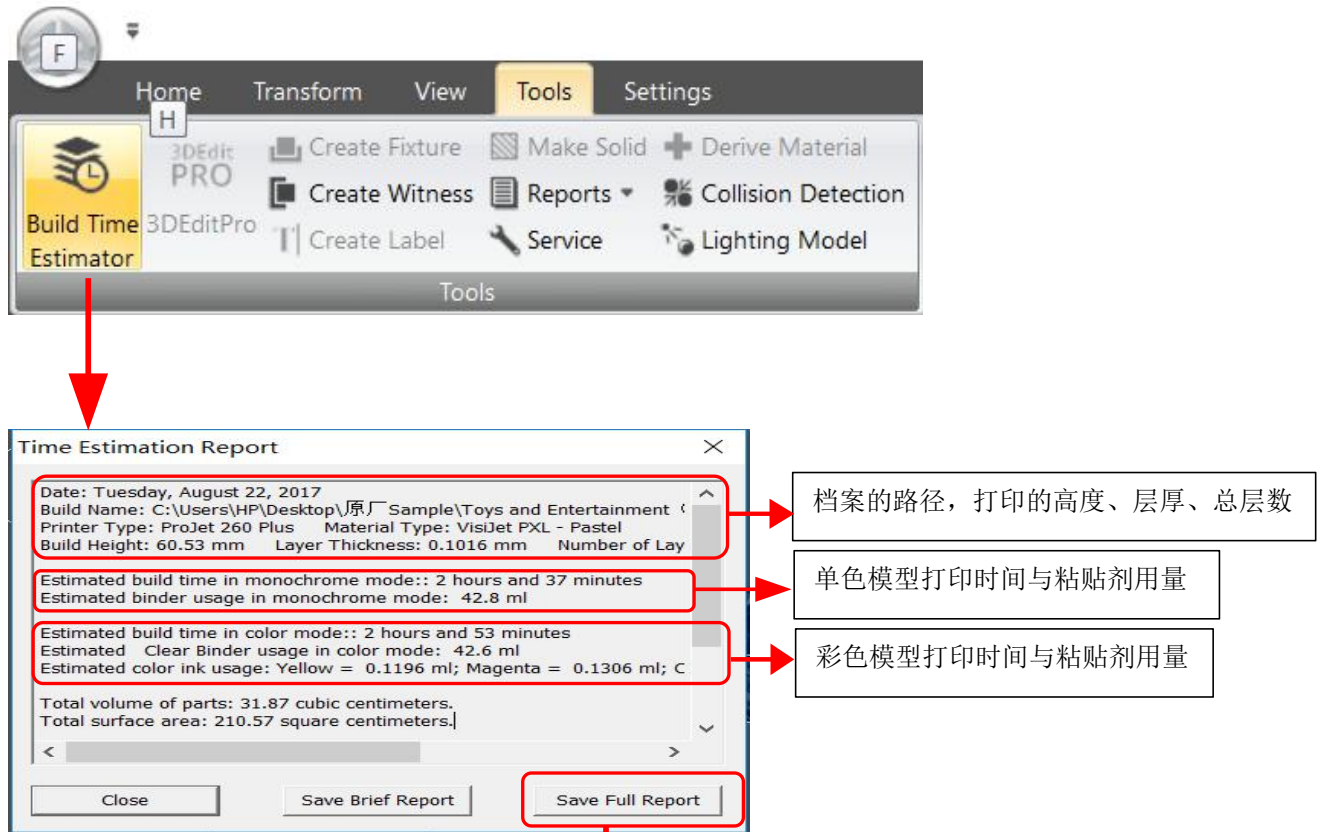 F
Home Transform View Tools Settings
H
3DEdit
PRO
Build Time
Estimator
3DEditPro
Create Fixture
Create Witness
Create Label
Make Solid
Reports
Service
Derive Material
Collision Detection
Lighting Model
Tools
Time Estimation Report
Date: Tuesday, August 22, 2017
Build Name: C:\Users\HP\Desktop\原厂Sample\Toys and Entertainment
Printer Type: ProJet 260 Plus Material Type: VisiJet PXL - Pastel
Build Height: 60.53 mm Layer Thickness: 0.1016 mm Number of Lay
Estimated build time in monochrome mode:: 2 hours and 37 minutes
Estimated binder usage in monochrome mode: 42.8 ml
Estimated build time in color mode:: 2 hours and 53 minutes
Estimated Clear Binder usage in color mode: 42.6 ml
Estimated color ink usage: Yellow = 0.1196 ml; Magenta = 0.1306 ml; C
Total volume of parts: 31.87 cubic centimeters.
Total surface area: 210.57 square centimeters.
Close Save Brief Report Save Full Report
档案的路径，打印的高度、层厚、总层数
单色模型打印时间与粘贴剂用量
彩色模型打印时间与粘贴剂用量